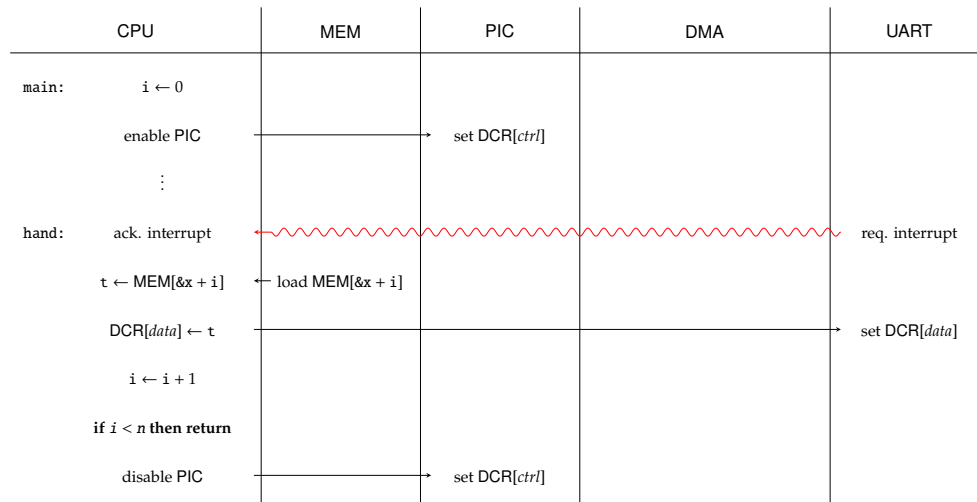 CPU MEM PIC DMA UART
main: i ← 0
enable PIC set DCR[ctrl]
⋮
hand: ack. interrupt req. interrupt
t ← MEM[&x + i] load MEM[&x + i]
DCR[data] ← t set DCR[data]
i ← i + 1
if i < n then return
disable PIC set DCR[ctrl]